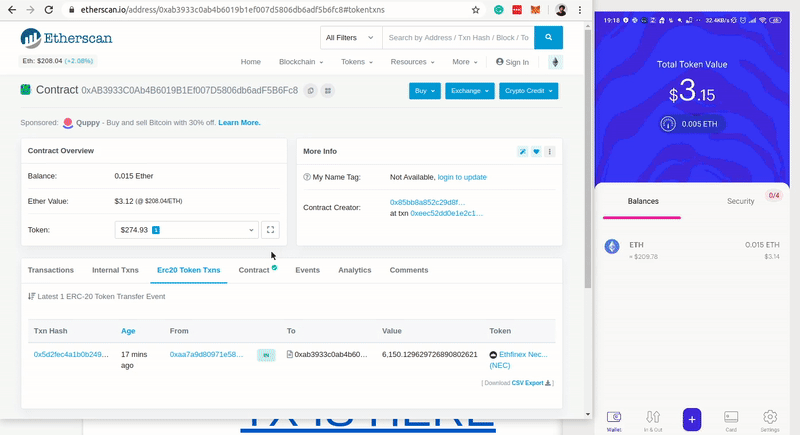 etherscan.io/address/0xab3933c0ab4b6019b1ef007d5806db6adf5b6fc8#tokentxns
Etherscan
All Filters
Search by Address / Txn Hash / Block / To
Eth: $208.04 (+2.08%)
Home
Blockchain
Tokens
Resources
More
Sign In
Contract 0xAB3933C0Ab4B6019B1Ef007D5806db6adF5B6Fc8
Buy
Exchange
Crypto Credit
Sponsored: Quppy - Buy and sell Bitcoin with 30% off. Learn More.
Contract Overview
Balance:
0.015 Ether
Ether Value:
$3.12 (@ $208.04/ETH)
Token:
$274.93 1
More Info
My Name Tag:
Not Available, login to update
Contract Creator:
0x85bb8a852c29d8f…
at txn 0xeec52dd0e1e2c1…
Transactions
Internal Txns
Erc20 Token Txns
Contract
Events
Analytics
Comments
Latest 1 ERC-20 Token Transfer Event
Txn Hash
Age
From
To
Value
Token
0x5d2fec4a1b0b249…
17 mins ago
0xaa7a9d80971e58…
IN
0xab3933c0ab4b60…
6,150.129629726890802621
Ethfinex Nec…
(NEC)
[ Download CSV Export ]
TX IS HERE
19:18
32.4KB/s
Total Token Value
$3.15
0.005 ETH
Balances
Security
0/4
ETH
0.015 ETH
≈ $209.78
$3.14
Wallet
In & Out
Card
Settings